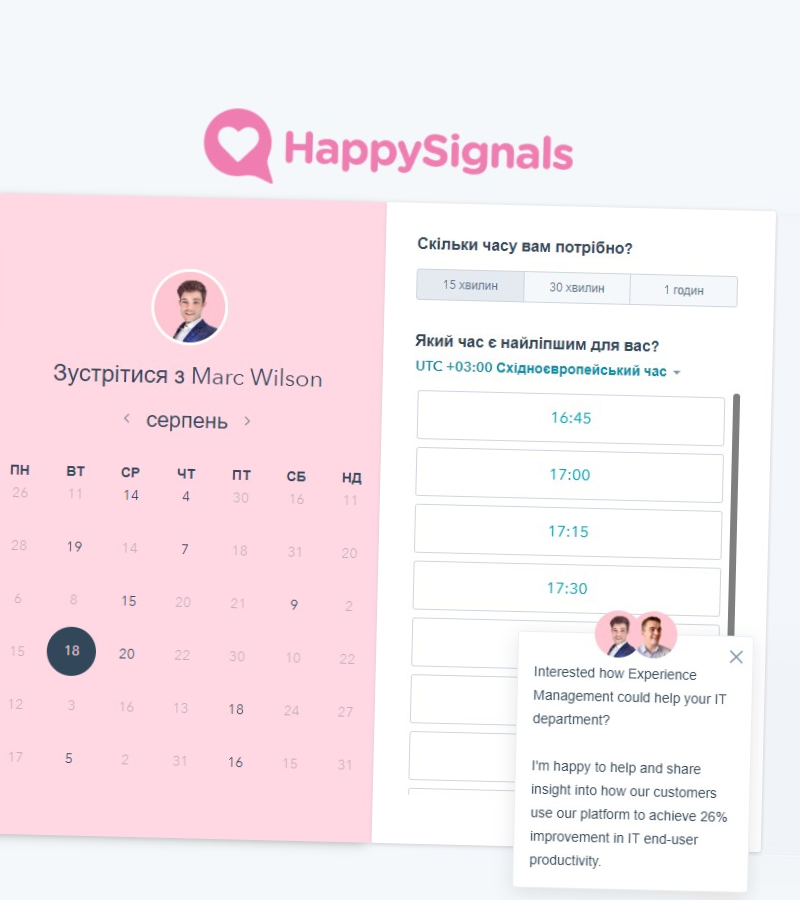 HappySignals
Зустрітися з Marc Wilson
серпень
ПН ВТ СР ЧТ ПТ СБ НД
26 11 14 4 30 16 11
28 19 14 7 18 31 20
6 8 15 20 21 9 2
15 18 20 22 30 10 22
12 3 16 13 18 24 27
17 5 2 31 16 15 31
Скільки часу вам потрібно?
15 хвилин 30 хвилин 1 годин
Який час є найліпшим для вас?
UTC +03:00 Східноєвропейський час
16:45
17:00
17:15
17:30
Interested how Experience
Management could help your IT
department?
I'm happy to help and share
insight into how our customers
use our platform to achieve 26%
improvement in IT end-user
productivity.